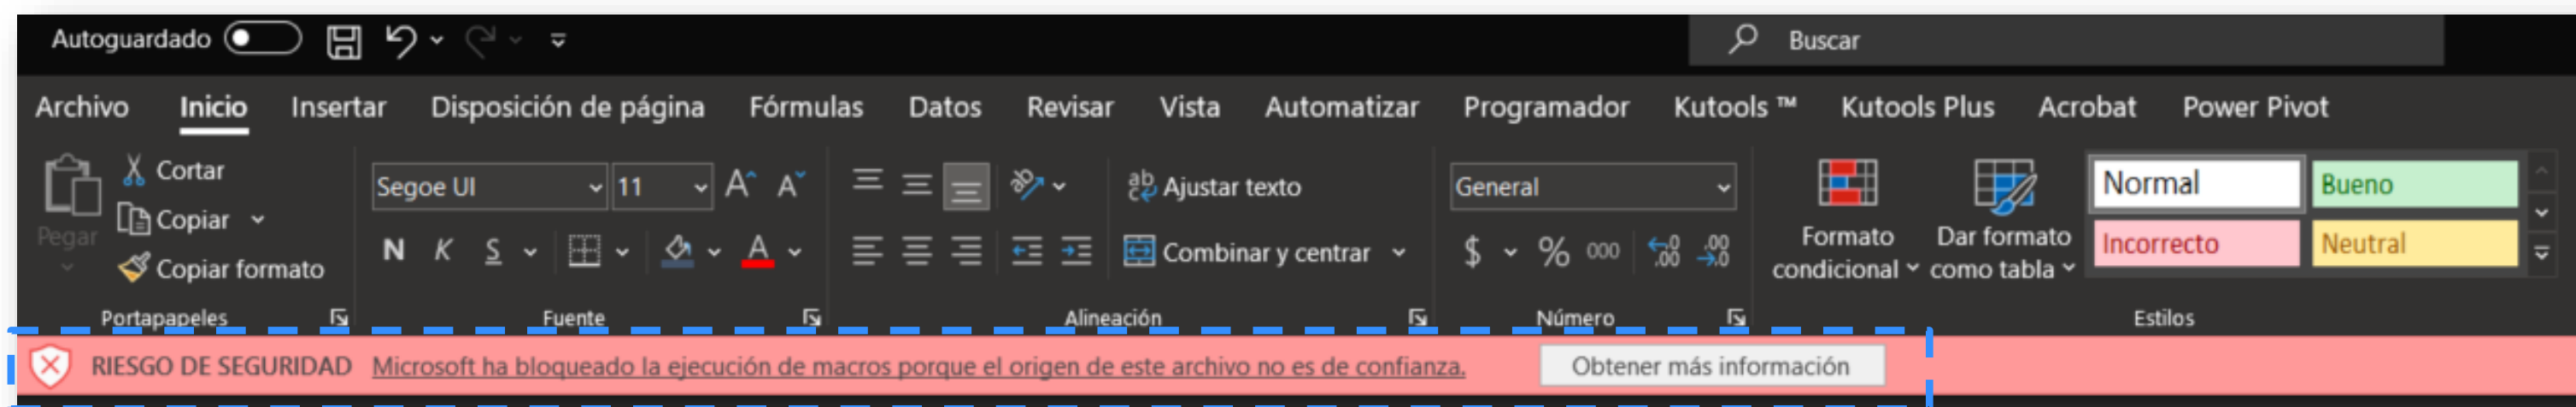 Autoguardado
Buscar
Archivo Inicio Insertar Disposición de página Fórmulas Datos Revisar Vista Automatizar Programador Kutools ™ Kutools Plus Acrobat Power Pivot
Pegar
Cortar
Copiar
Copiar formato
Portapapeles
Segoe UI 11 A A
N K S A
Fuente
ab Ajustar texto
Combinar y centrar
Alineación
General
$ % 000 ,00 ,00
Número
Formato
condicional
Dar formato
como tabla
Normal Bueno
Incorrecto Neutral
Estilos
RIESGO DE SEGURIDAD Microsoft ha bloqueado la ejecución de macros porque el origen de este archivo no es de confianza. Obtener más información